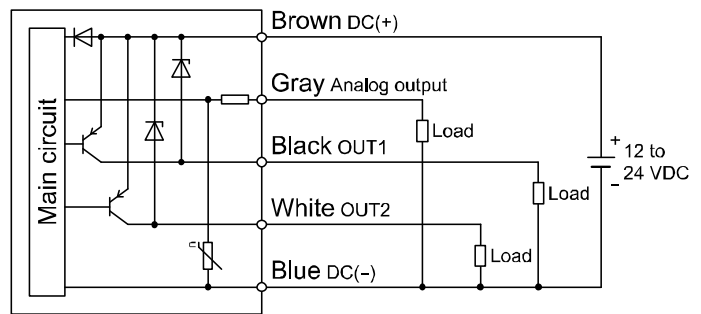 Main circuit
Brown DC(+)
Gray Analog output
Load
Black OUT1
+
12 to
24 VDC
−
Load
White OUT2
Load
n
Blue DC(−)